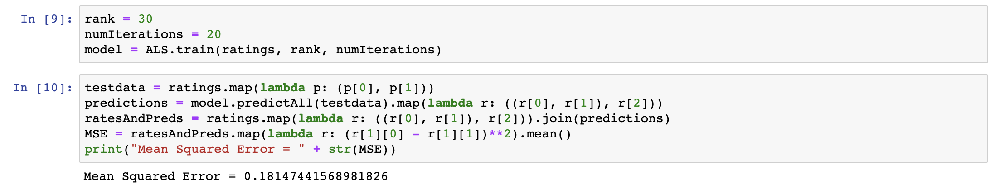 In [9]: rank = 30
numIterations = 20
model = ALS.train(ratings, rank, numIterations)
In [10]: testdata = ratings.map(lambda p: (p[0], p[1]))
predictions = model.predictAll(testdata).map(lambda r: ((r[0], r[1]), r[2]))
ratesAndPreds = ratings.map(lambda r: ((r[0], r[1]), r[2])).join(predictions)
MSE = ratesAndPreds.map(lambda r: (r[1][0] - r[1][1])**2).mean()
print("Mean Squared Error = " + str(MSE))
Mean Squared Error = 0.18147441568981826